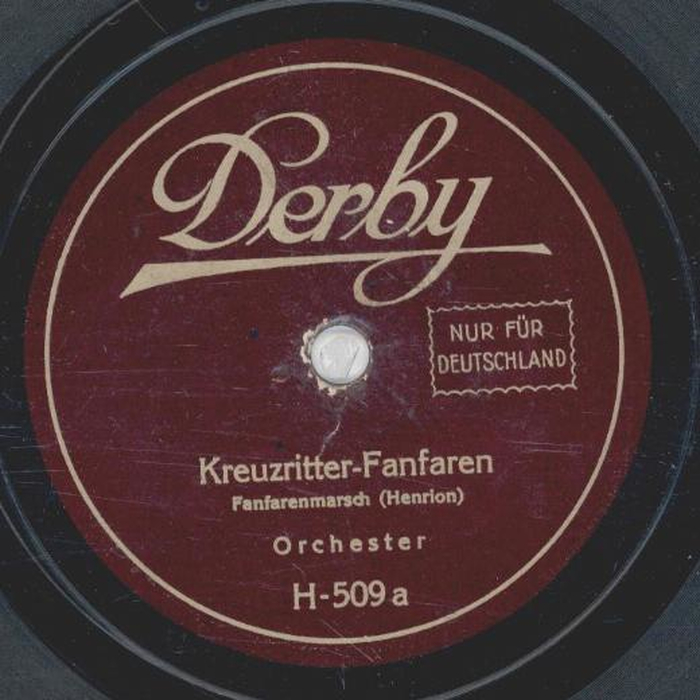 Derby
NUR FÜR
DEUTSCHLAND
Kreuzritter-Fanfaren
Fanfarenmarsch (Henrion)
Orchester
H-509 a